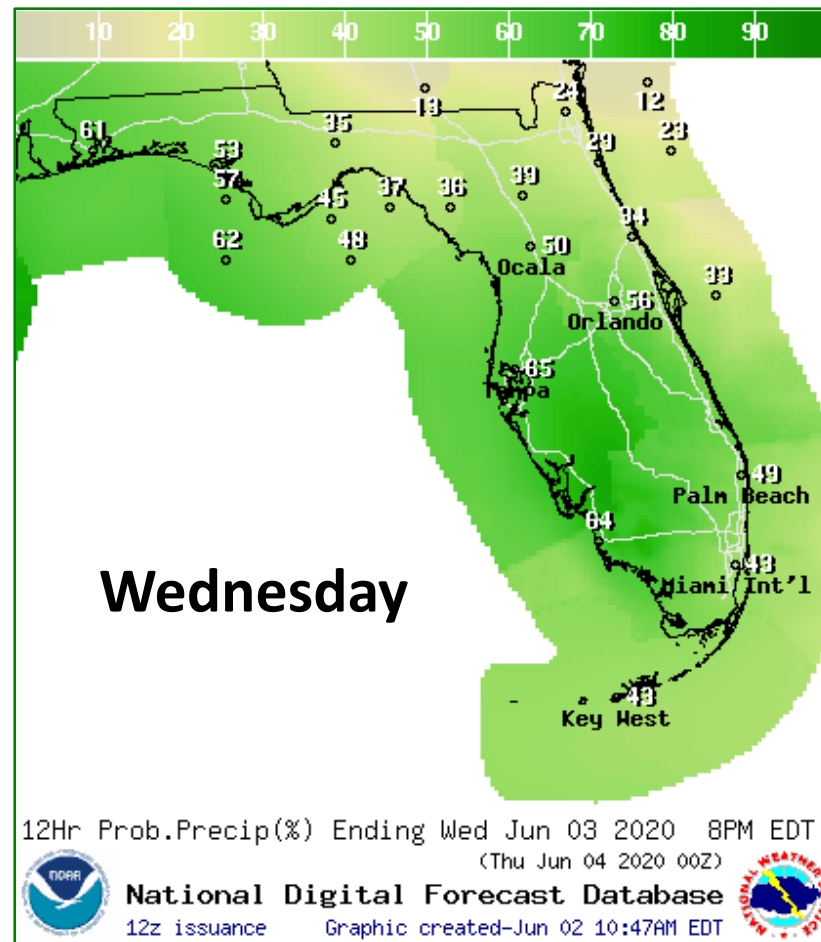 10 20 30 40 50 60 70 80 90
12
13
24
61
35
23
53
29
39
57
37
36
45
34
62
48
50
Ocala
33
56
Orlando
65
Tampa
49
Palm Beach
64
43
Miami Int'l
Wednesday
43
Key West
12Hr Prob.Precip(%) Ending Wed Jun 03 2020 8PM EDT
(Thu Jun 04 2020 00Z)
NOAA
National Digital Forecast Database
12z issuance Graphic created-Jun 02 10:47AM EDT